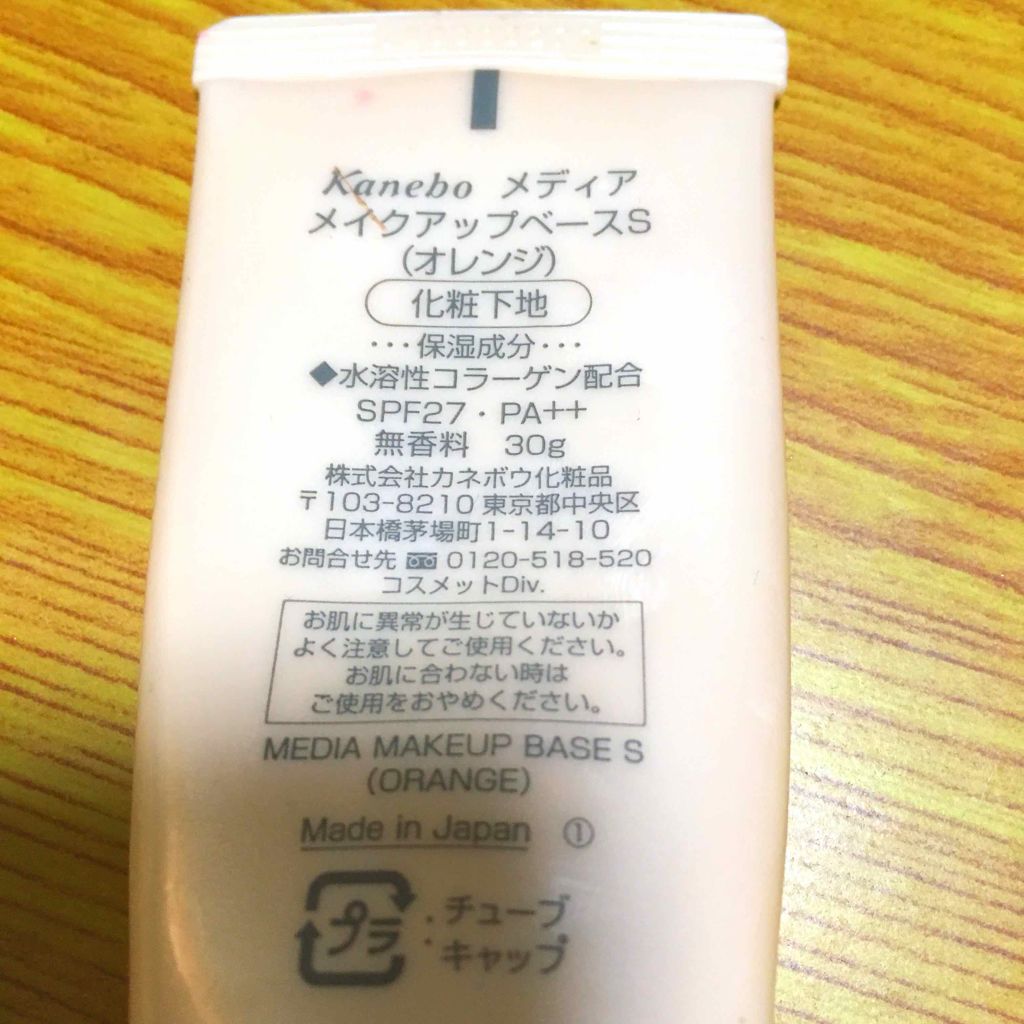 Kanebo メディア
メイクアップベースS
(オレンジ)
化粧下地
･･･保湿成分･･･
◆水溶性コラーゲン配合
SPF27・PA++
無香料 30g
株式会社カネボウ化粧品
〒103-8210 東京都中央区
日本橋茅場町1-14-10
お問合せ先 0120-518-520
コスメットDiv.
お肌に異常が生じていないか
よく注意してご使用ください。
お肌に合わない時は
ご使用をおやめください。
MEDIA MAKEUP BASE S
(ORANGE)
Made in Japan ①
プラ
・チューブ
・キャップ